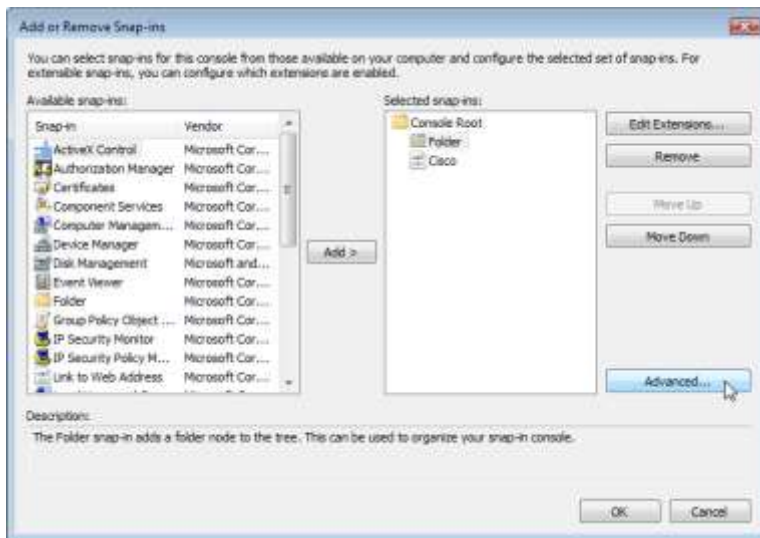 Add or Remove Snap-ins
You can select snap-ins for this console from those available on your computer and configure the selected set of snap-ins. For
extensible snap-ins, you can configure which extensions are enabled.
Available snap-ins:
Selected snap-ins:
Snap-in Vendor
ActiveX Control Microsoft Cor...
Authorization Manager Microsoft Cor...
Certificates Microsoft Cor...
Component Services Microsoft Cor...
Computer Managem... Microsoft Cor...
Device Manager Microsoft Cor...
Disk Management Microsoft and...
Event Viewer Microsoft Cor...
Folder Microsoft Cor...
Group Policy Object ... Microsoft Cor...
IP Security Monitor Microsoft Cor...
IP Security Policy M... Microsoft Cor...
Link to Web Address Microsoft Cor...
Add >
Console Root
Folder
Cisco
Edit Extensions...
Remove
Move Up
Move Down
Advanced...
Description:
The Folder snap-in adds a folder node to the tree. This can be used to organize your snap-in console.
OK Cancel